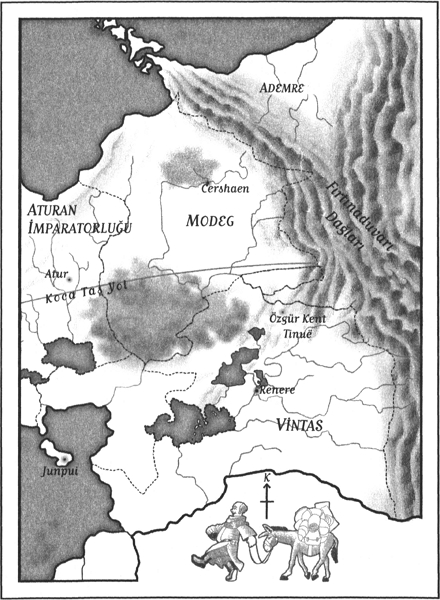 ADEMRE
Cershaen
MODEG
Fırtınaduvarı
Dağları
ATURAN
İMPARATORLUĞU
Atur
Koca Taş Yol
Özgür Kent
Tinuë
Renere
VİNTAS
Junpui
K